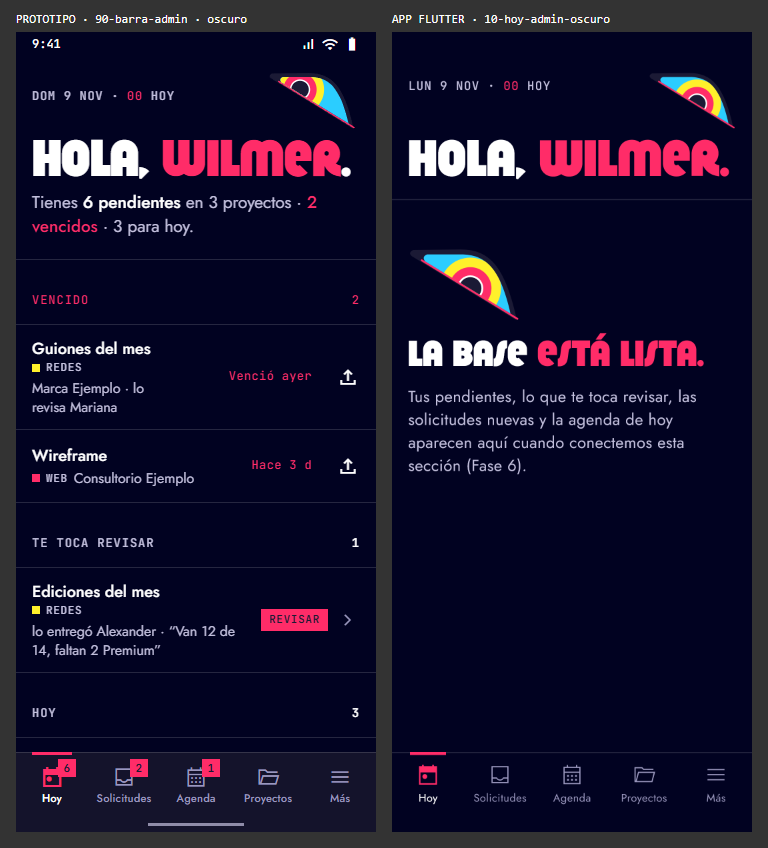 PROTOTIPO · 90-barra-admin · oscuro
9:41
DOM 9 NOV · 00 HOY
HOLA, WILMER.
Tienes 6 pendientes en 3 proyectos · 2
vencidos · 3 para hoy.
VENCIDO 2
Guiones del mes
REDES
Marca Ejemplo · lo
revisa Mariana
Venció ayer
Wireframe
WEB Consultorio Ejemplo
Hace 3 d
TE TOCA REVISAR 1
Ediciones del mes
REDES
lo entregó Alexander · “Van 12 de
14, faltan 2 Premium”
REVISAR
HOY 3
6 2 1
Hoy Solicitudes Agenda Proyectos Más
APP FLUTTER · 10-hoy-admin-oscuro
LUN 9 NOV · 00 HOY
HOLA, WILMER.
LA BASE ESTÁ LISTA.
Tus pendientes, lo que te toca revisar, las
solicitudes nuevas y la agenda de hoy
aparecen aquí cuando conectemos esta
sección (Fase 6).
Hoy Solicitudes Agenda Proyectos Más